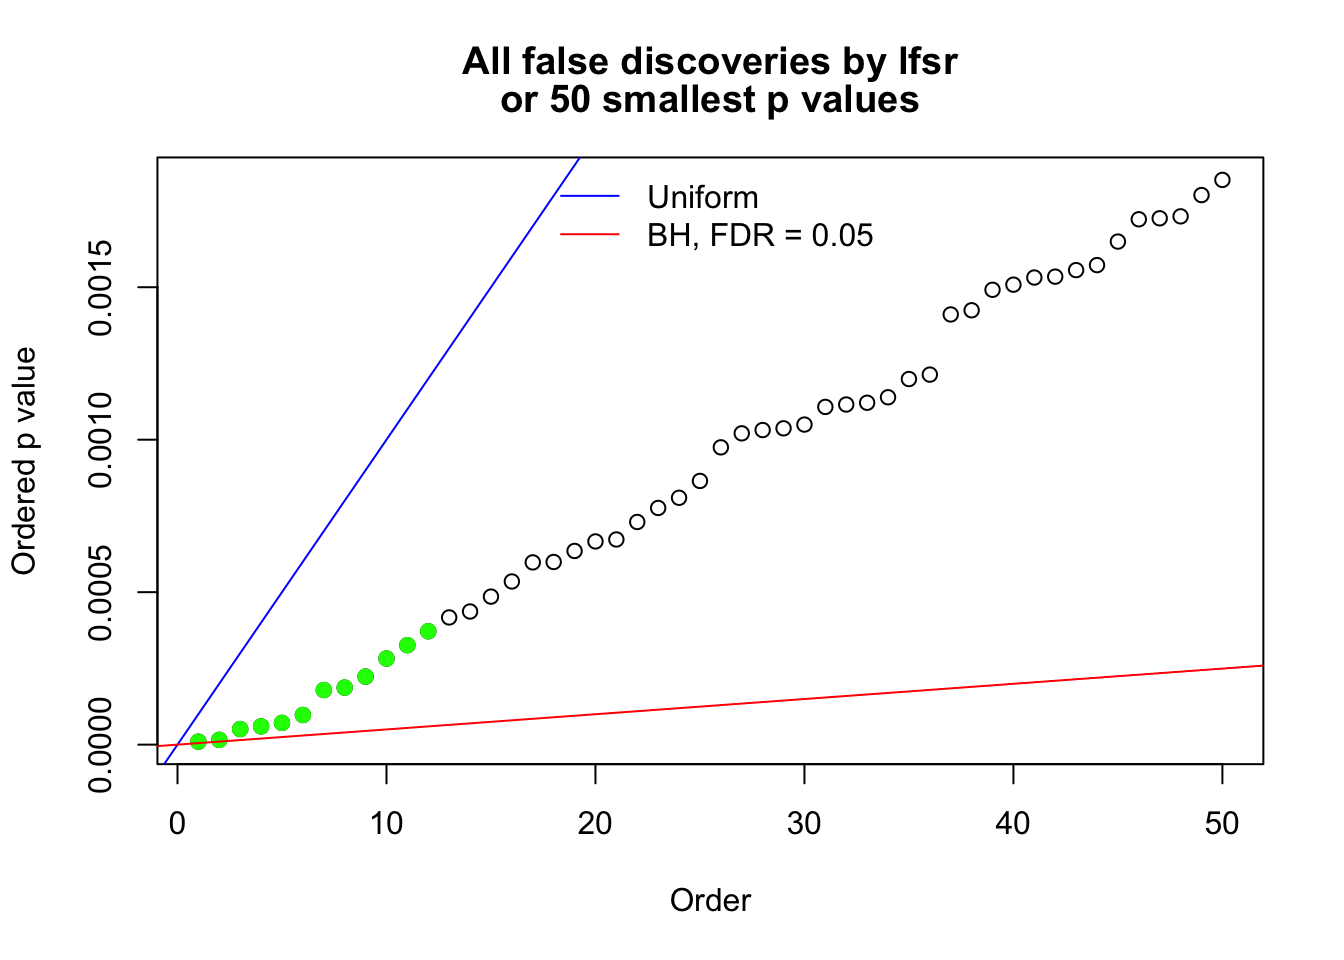 All false discoveries by lfsr
or 50 smallest p values
Uniform
BH, FDR = 0.05
Ordered p value
0.0015
0.0010
0.0005
0.0000
0 10 20 30 40 50
Order